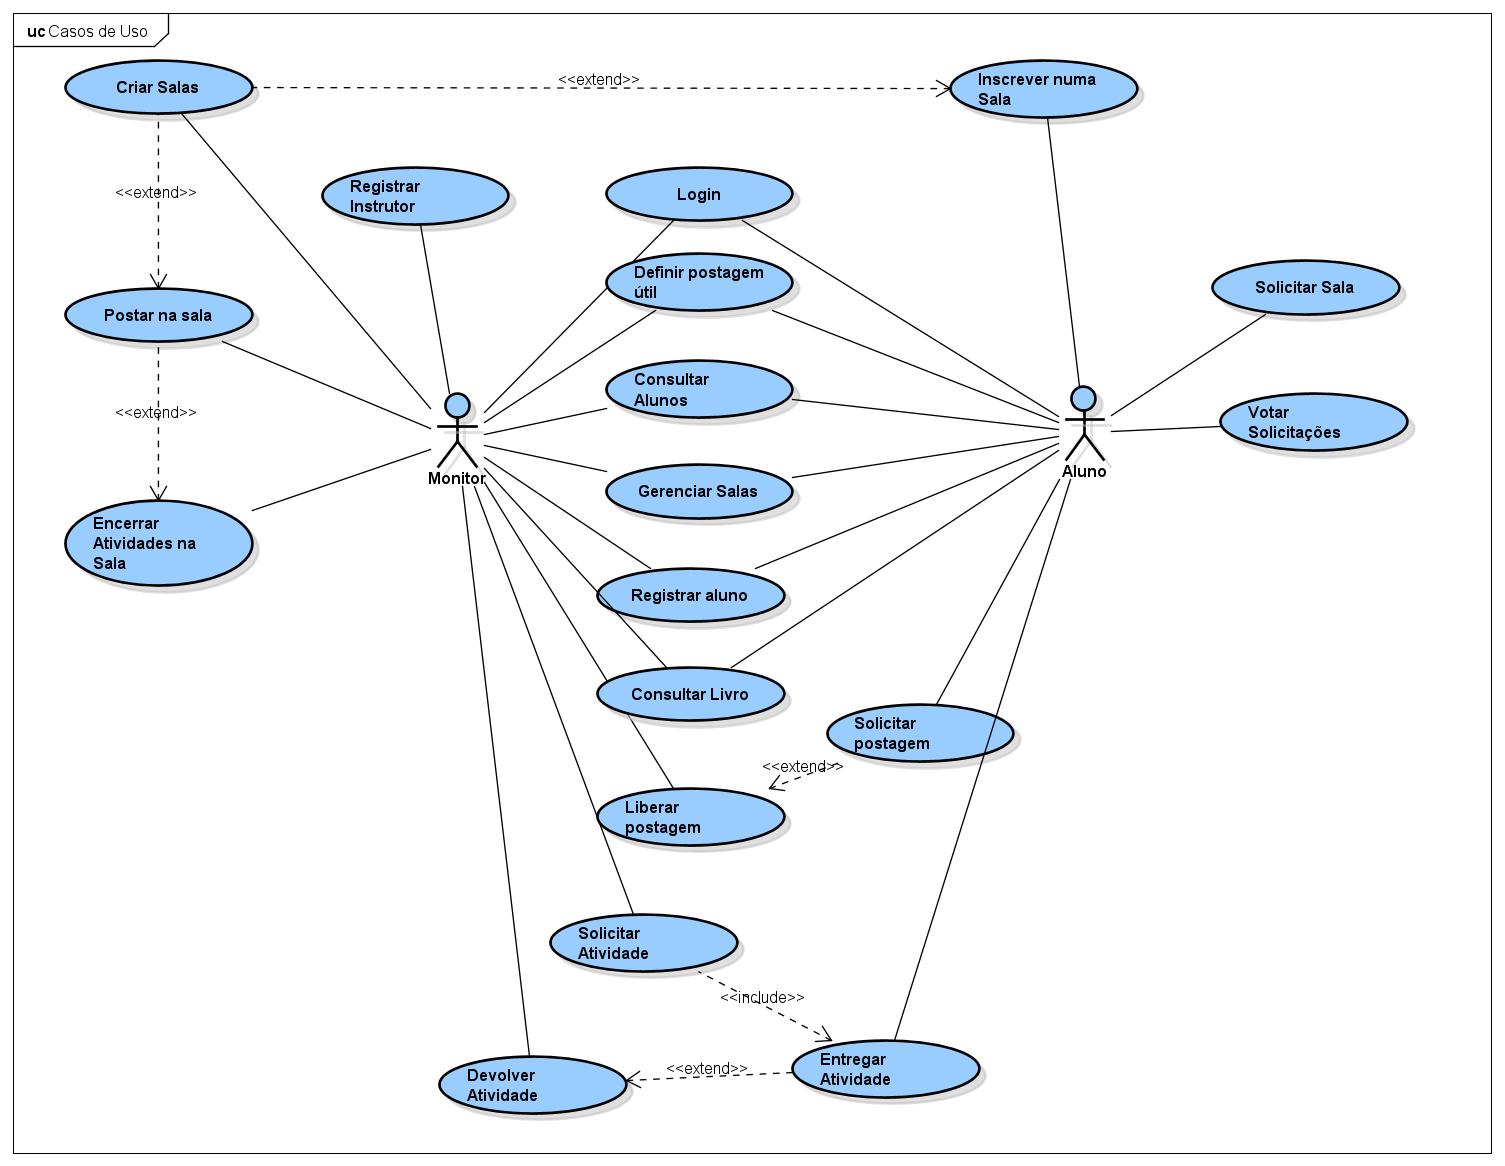 uc Casos de Uso
Criar Salas
<<extend>>
Inscrever numa
Sala
<<extend>>
Registrar
Instrutor
Login
Definir postagem
útil
Solicitar Sala
Postar na sala
Consultar
Alunos
<<extend>>
Votar
Solicitações
Monitor
Aluno
Gerenciar Salas
Encerrar
Atividades na
Sala
Registrar aluno
Consultar Livro
Solicitar
postagem
<<extend>>
Liberar
postagem
Solicitar
Atividade
<<include>>
Entregar
Atividade
<<extend>>
Devolver
Atividade